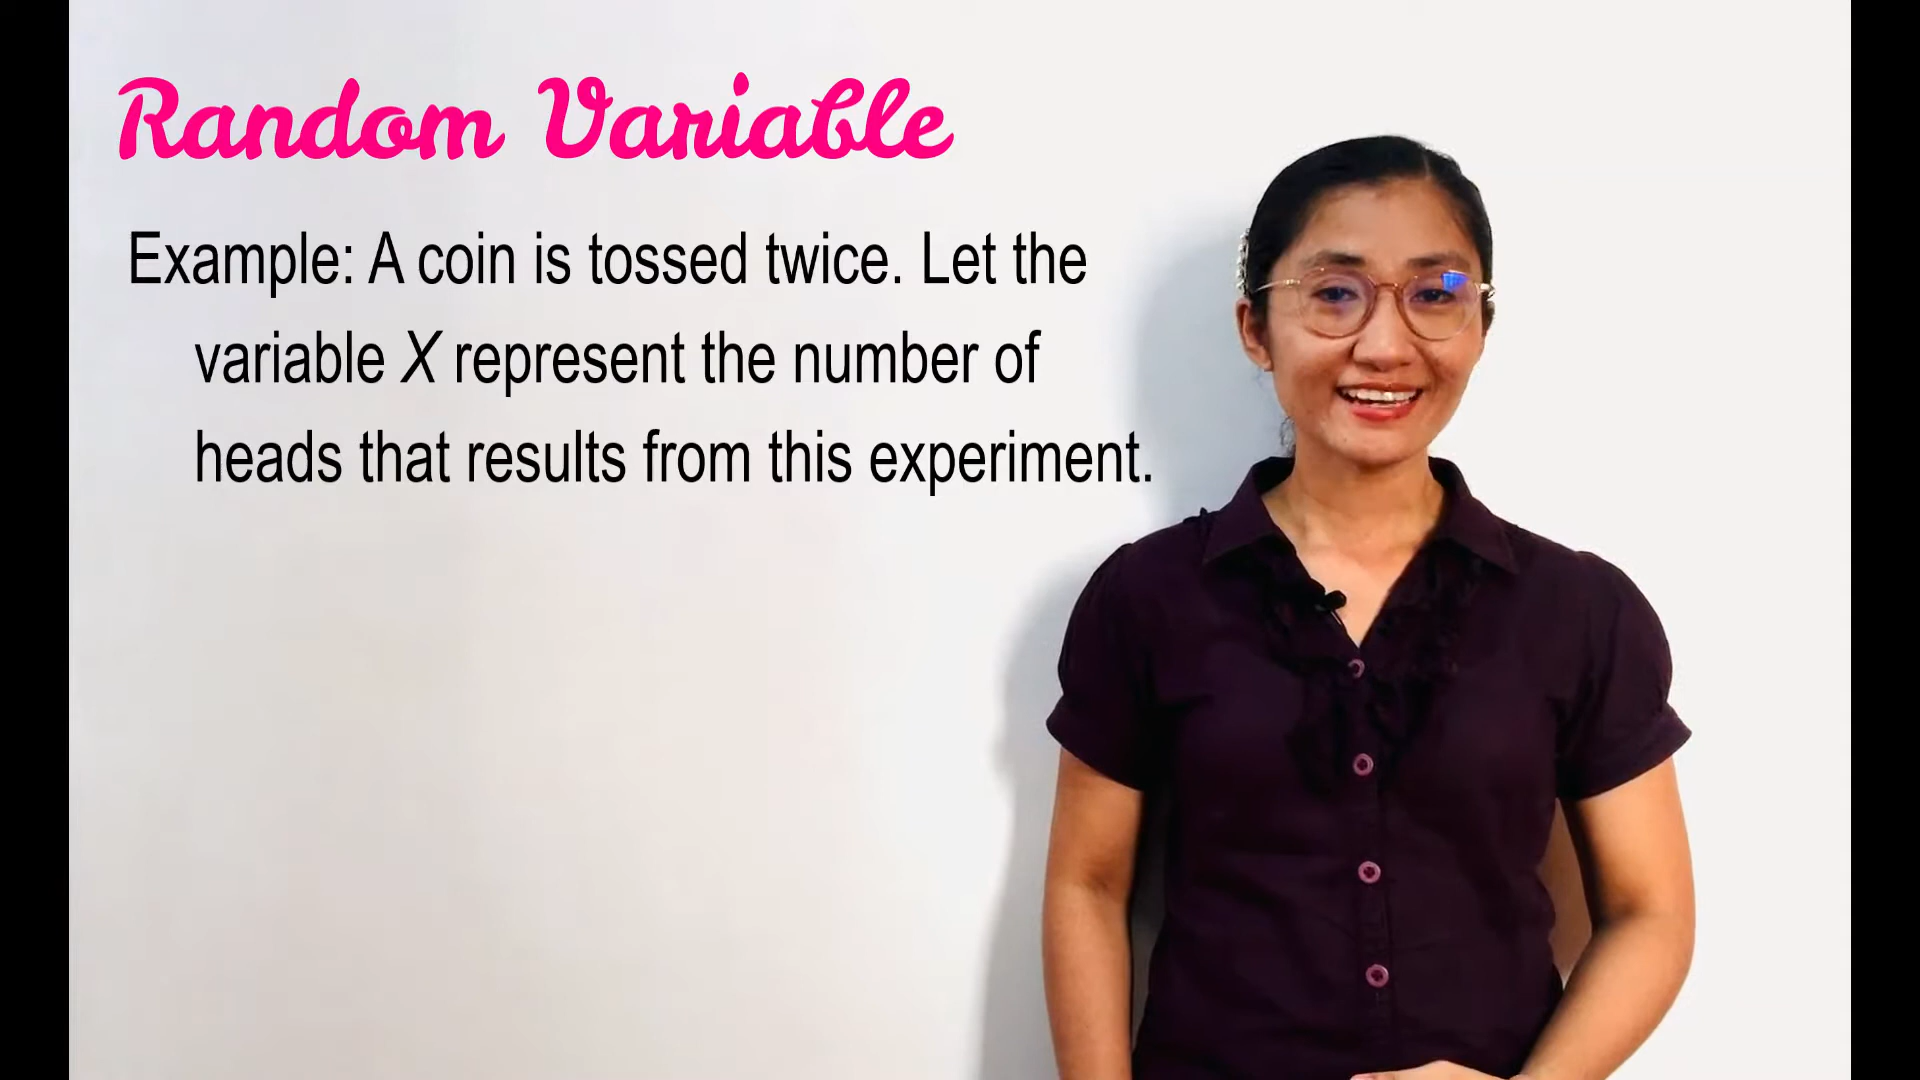 Random Variable
Example: A coin is tossed twice. Let the
variable X represent the number of
heads that results from this experiment.